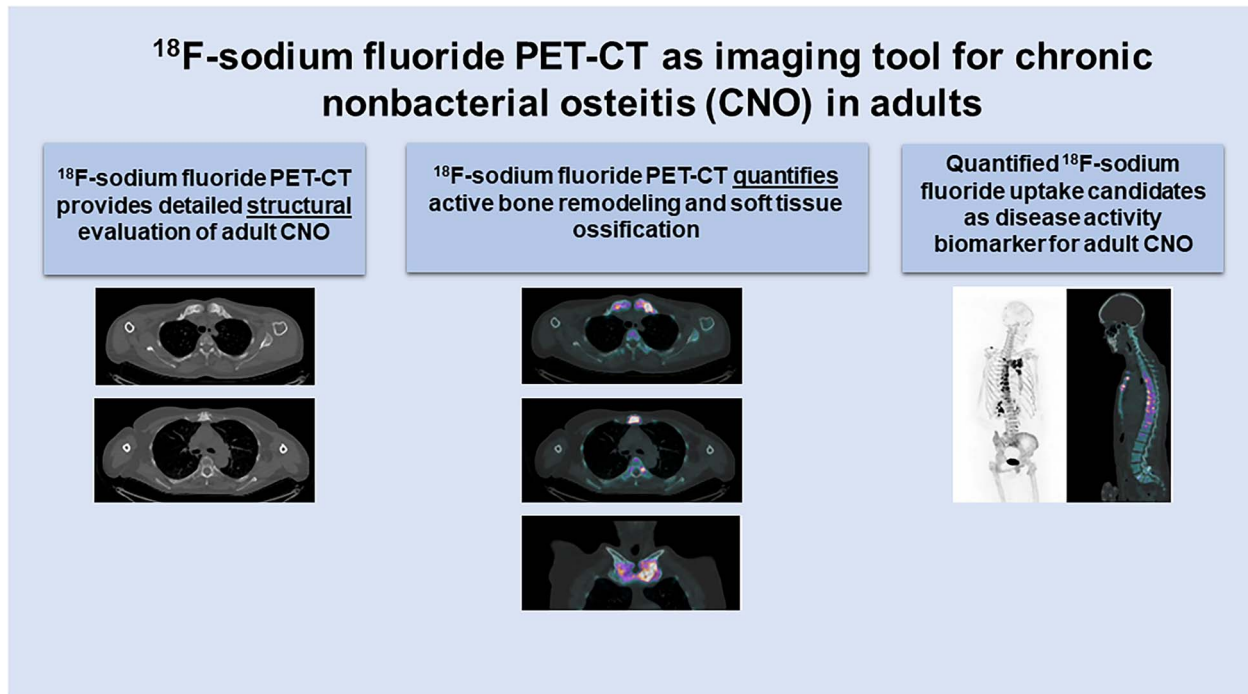 ¹⁸F-sodium fluoride PET-CT as imaging tool for chronic
nonbacterial osteitis (CNO) in adults
¹⁸F-sodium fluoride PET-CT
provides detailed structural
evaluation of adult CNO
¹⁸F-sodium fluoride PET-CT quantifies
active bone remodeling and soft tissue
ossification
Quantified ¹⁸F-sodium
fluoride uptake candidates
as disease activity
biomarker for adult CNO